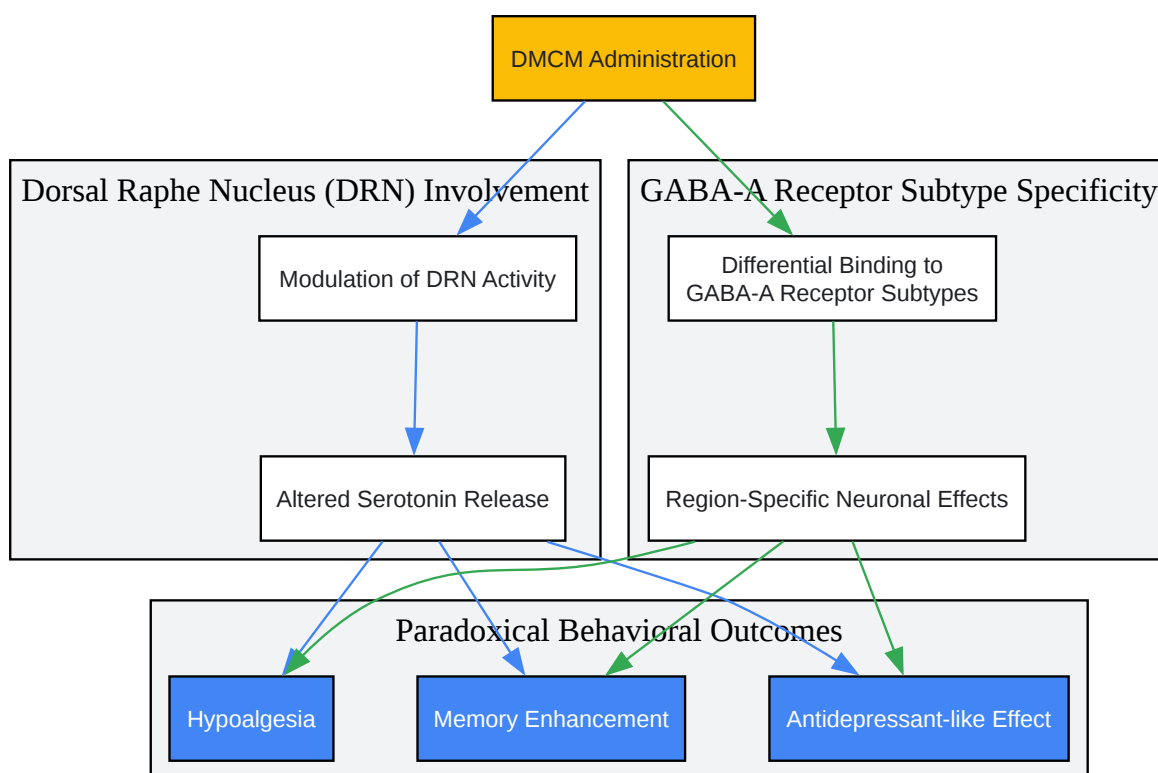 DMCM Administration
Dorsal Raphe Nucleus (DRN) Involvement
GABA-A Receptor Subtype Specificity
Modulation of DRN Activity
Differential Binding to
GABA-A Receptor Subtypes
Altered Serotonin Release
Region-Specific Neuronal Effects
Paradoxical Behavioral Outcomes
Hypoalgesia
Memory Enhancement
Antidepressant-like Effect